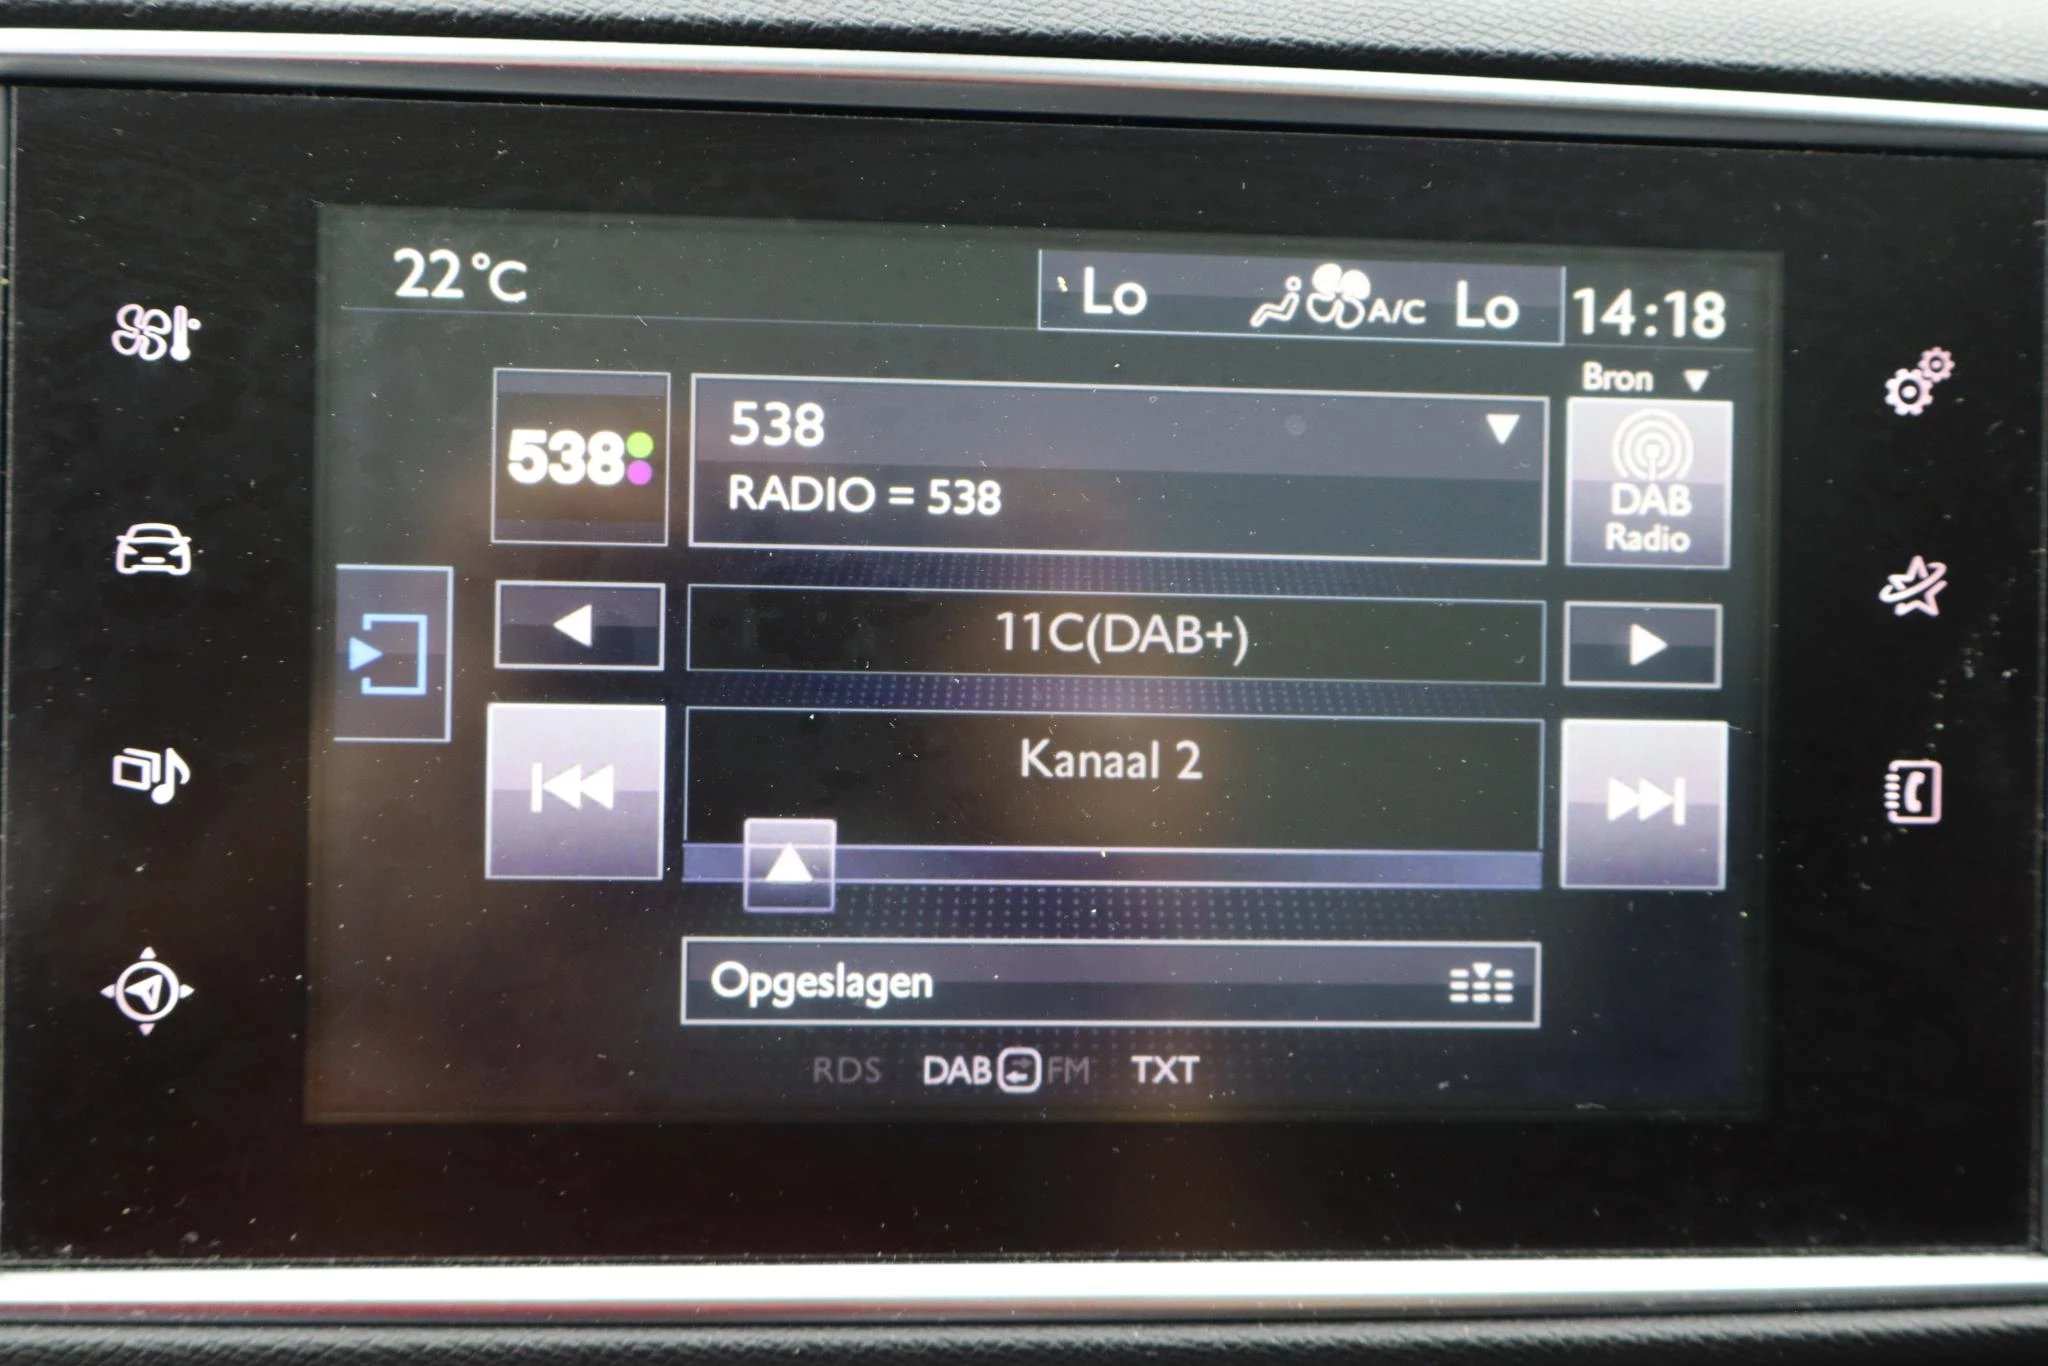 22°C
Lo A/C Lo 14:18
Bron
538 538
RADIO = 538
DAB
Radio
11C(DAB+)
Kanaal 2
Opgeslagen
RDS DAB FM TXT